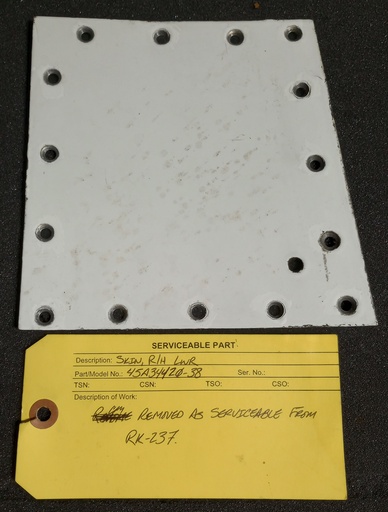 SERVICEABLE PART
Description: SKIN, R/H LWR
Part/Model No.: 45A34420-38 Ser. No.:
TSN: CSN: TSO: CSO:
Description of Work:
REMOVED AS SERVICEABLE FROM
RK-237.